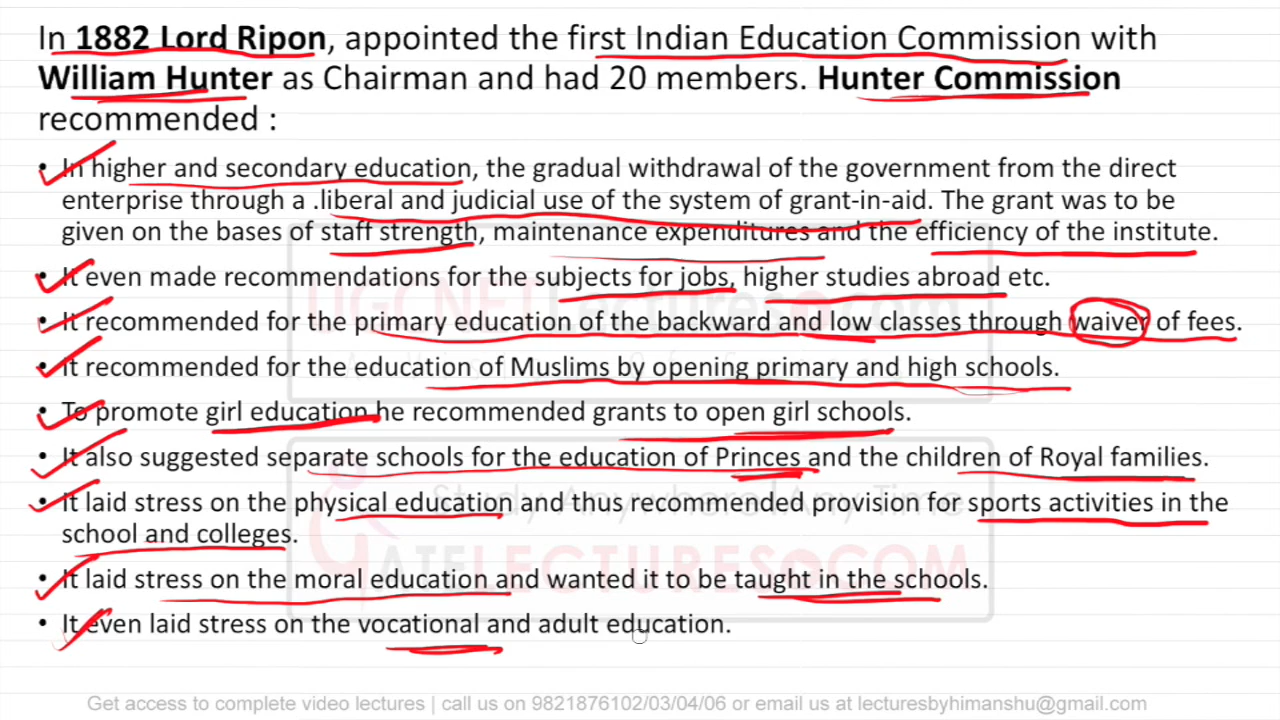 In 1882 Lord Ripon, appointed the first Indian Education Commission with
William Hunter as Chairman and had 20 members. Hunter Commission
recommended :
• In higher and secondary education, the gradual withdrawal of the government from the direct
enterprise through a .liberal and judicial use of the system of grant-in-aid. The grant was to be
given on the bases of staff strength, maintenance expenditures and the efficiency of the institute.
• It even made recommendations for the subjects for jobs, higher studies abroad etc.
• It recommended for the primary education of the backward and low classes through waiver of fees.
• It recommended for the education of Muslims by opening primary and high schools.
• To promote girl education he recommended grants to open girl schools.
• It also suggested separate schools for the education of Princes and the children of Royal families.
• It laid stress on the physical education and thus recommended provision for sports activities in the
school and colleges.
• It laid stress on the moral education and wanted it to be taught in the schools.
• It even laid stress on the vocational and adult education.
UGCNETLectures.com
Study Anywhere Any Time
GATELECTURES.COM
Get access to complete video lectures | call us on 9821876102/03/04/06 or email us at lecturesbyhimanshu@gmail.com